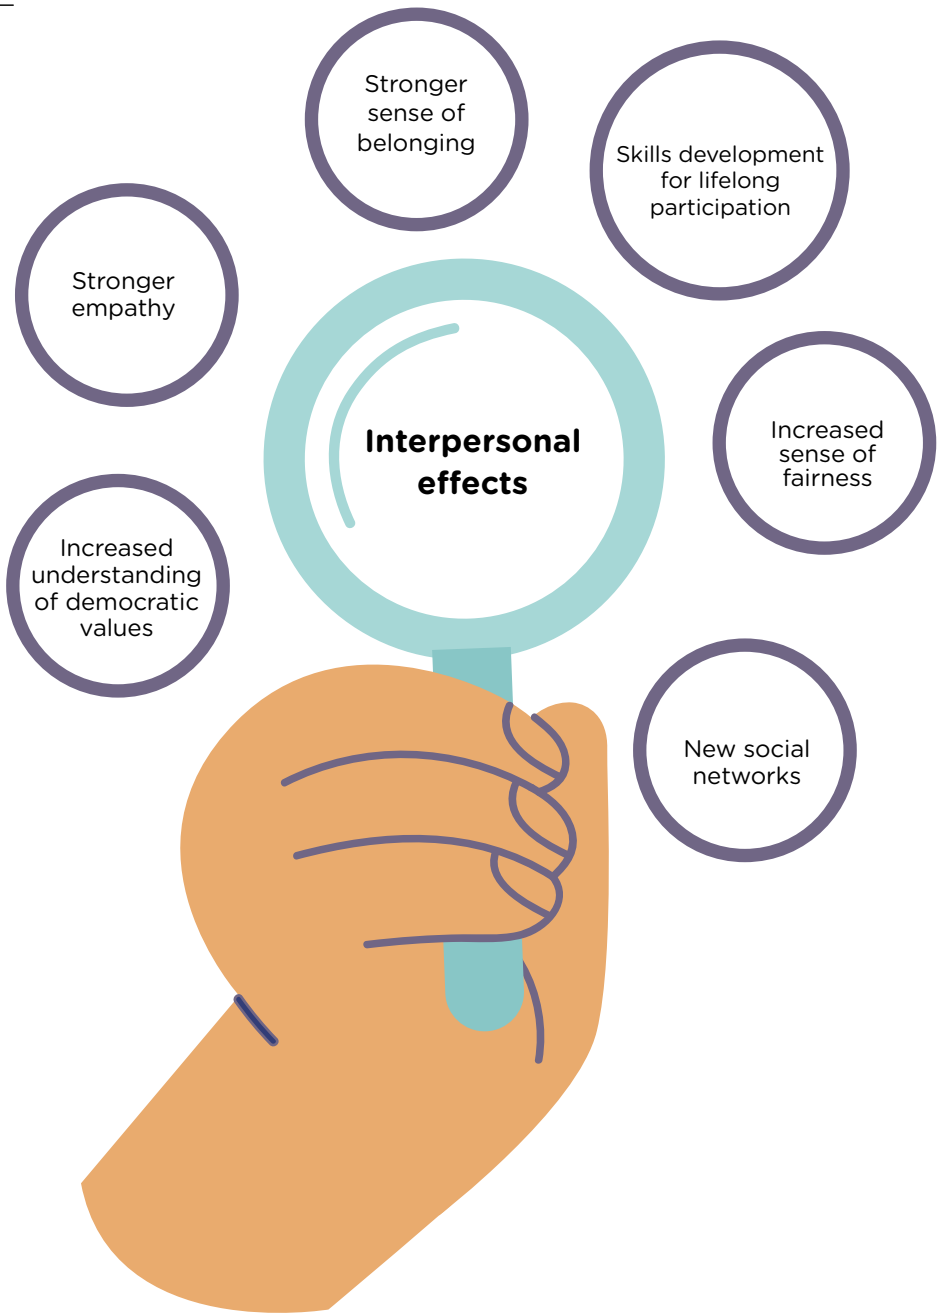 Stronger
sense of
belonging
Skills development
for lifelong
participation
Stronger
empathy
Interpersonal
effects
Increased
sense of
fairness
Increased
understanding
of democratic
values
New social
networks